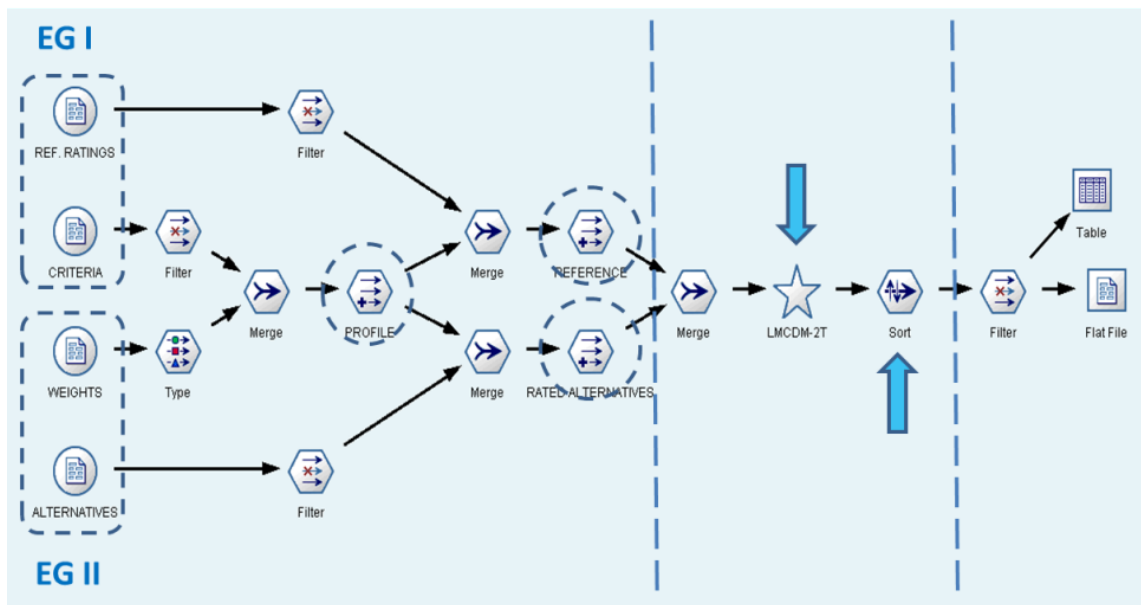 EG I
REF. RATINGS
Filter
CRITERIA
Filter
Merge
PROFILE
WEIGHTS
Type
Merge
REFERENCE
Merge
RATED ALTERNATIVES
ALTERNATIVES
Filter
Merge
LMCDM-2T
Sort
Filter
Table
Flat File
EG II